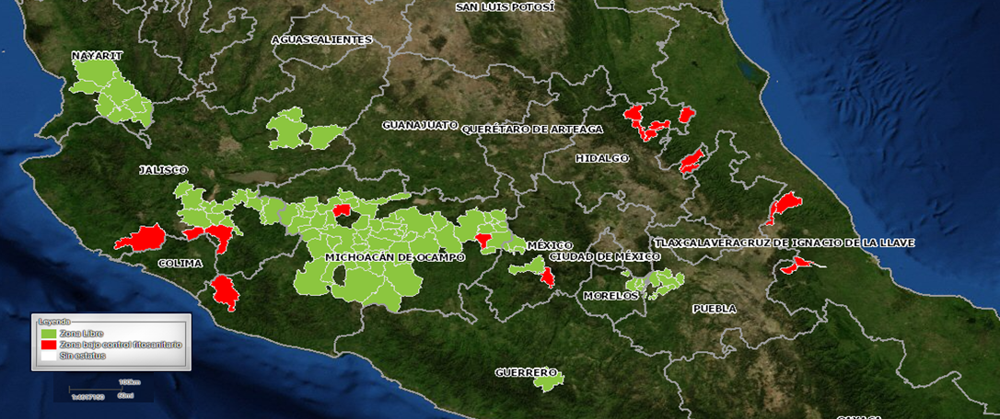 SAN LUIS POTOSÍ
AGUASCALIENTES
NAYARIT
GUANAJUATO
QUERÉTARO DE ARTEAGA
HIDALGO
JALISCO
TLAXCALA
VERACRUZ DE IGNACIO DE LA LLAVE
MÉXICO
CIUDAD DE MÉXICO
MICHOACÁN DE OCAMPO
COLIMA
MORELOS
PUEBLA
Leyenda
Zona Libre
Zona bajo control fitosanitario
Sin estatus
GUERRERO
100km
60mi
OAXACA